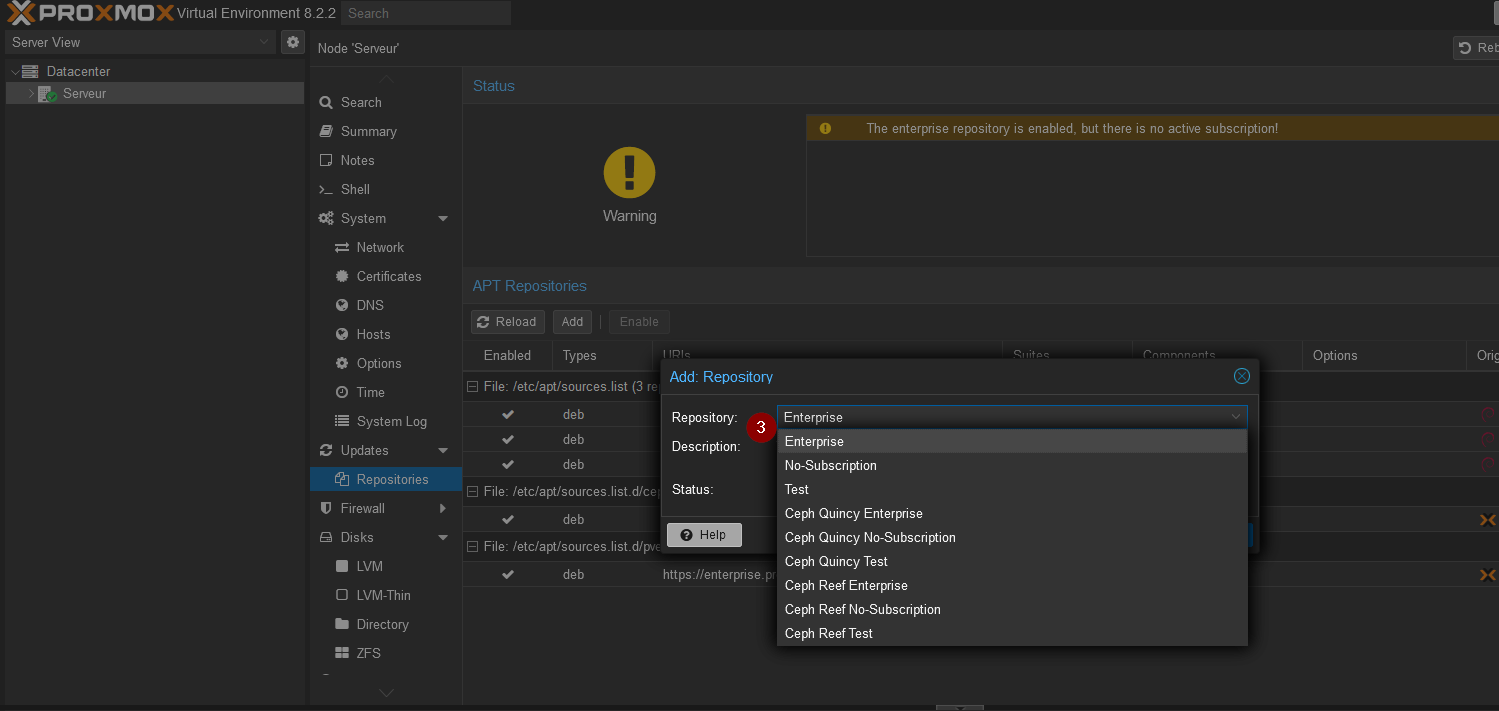 PROXMOX Virtual Environment 8.2.2 Search
Server View
Node 'Serveur'
Reb
Datacenter
Serveur
Search
Summary
Notes
Shell
System
Network
Certificates
DNS
Hosts
Options
Time
System Log
Updates
Repositories
Firewall
Disks
LVM
LVM-Thin
Directory
ZFS
Status
The enterprise repository is enabled, but there is no active subscription!
Warning
APT Repositories
Reload Add Enable
Enabled Types URIs Suites Components Options Orig
File: /etc/apt/sources.list (3 re
deb
deb
deb
File: /etc/apt/sources.list.d/cep
deb
File: /etc/apt/sources.list.d/pve
deb https://enterprise.pr
Add: Repository
Repository: Enterprise
3
Description:
Status:
Help
Enterprise
No-Subscription
Test
Ceph Quincy Enterprise
Ceph Quincy No-Subscription
Ceph Quincy Test
Ceph Reef Enterprise
Ceph Reef No-Subscription
Ceph Reef Test